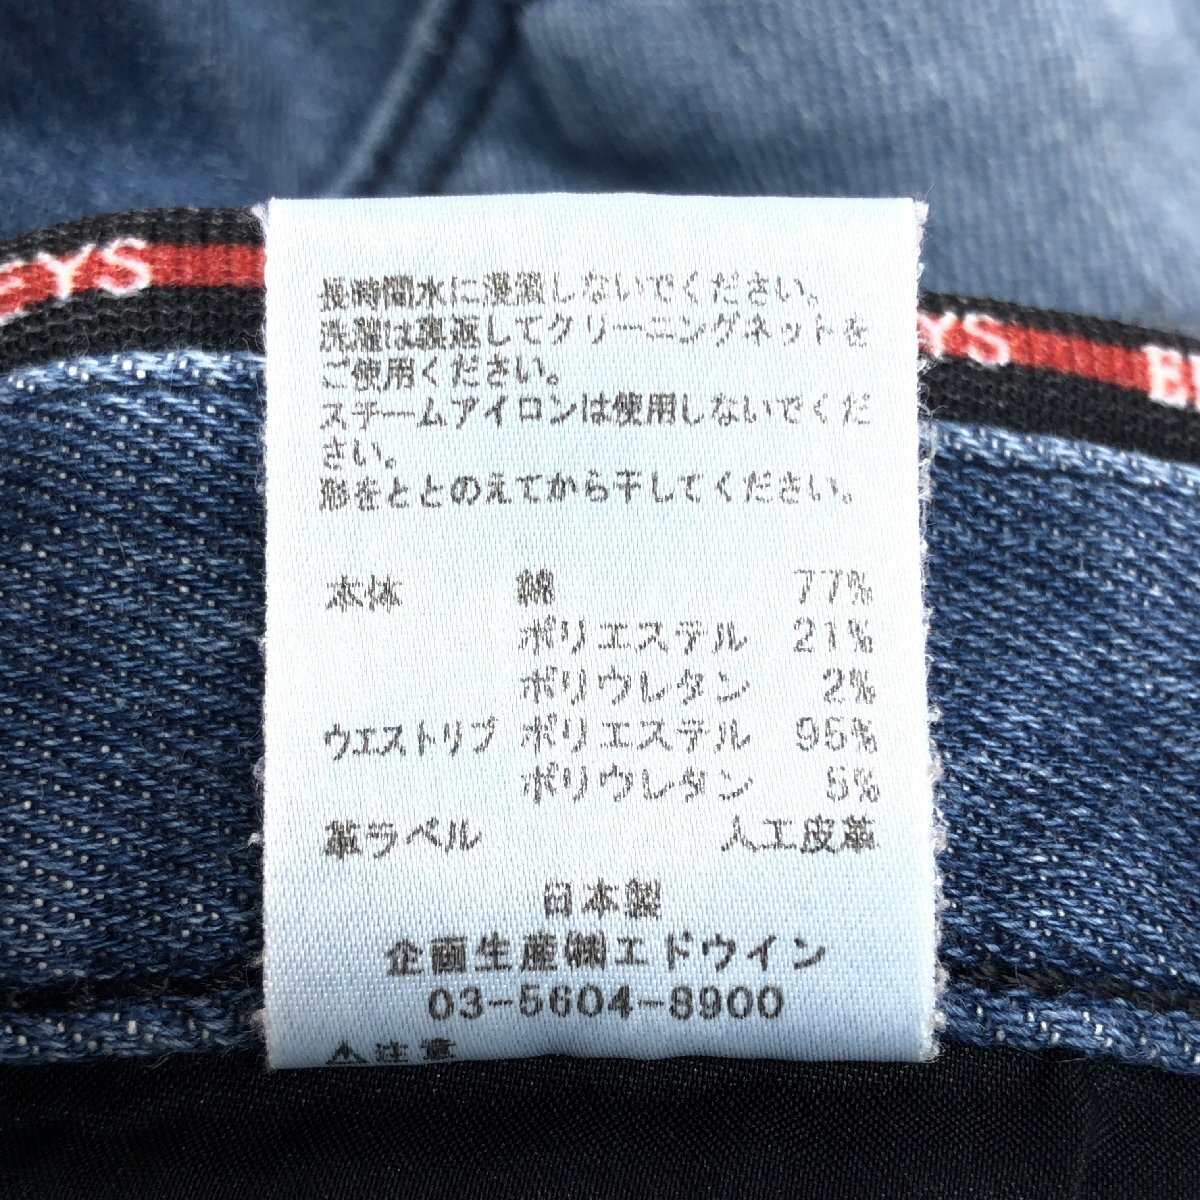 長時間水に浸漬しないでください。
洗濯は裏返してクリーニングネットを
ご使用ください。
スチームアイロンは使用しないでくだ
さい。
形をととのえてから干してください。
本体 綿 77%
ポリエステル 21%
ポリウレタン 2%
ウエストリブ ポリエステル 95%
ポリウレタン 5%
革ラベル 人工皮革
日本製
企画生産㈱エドウイン
03-5604-8900
⚠注意
EYS
EYS